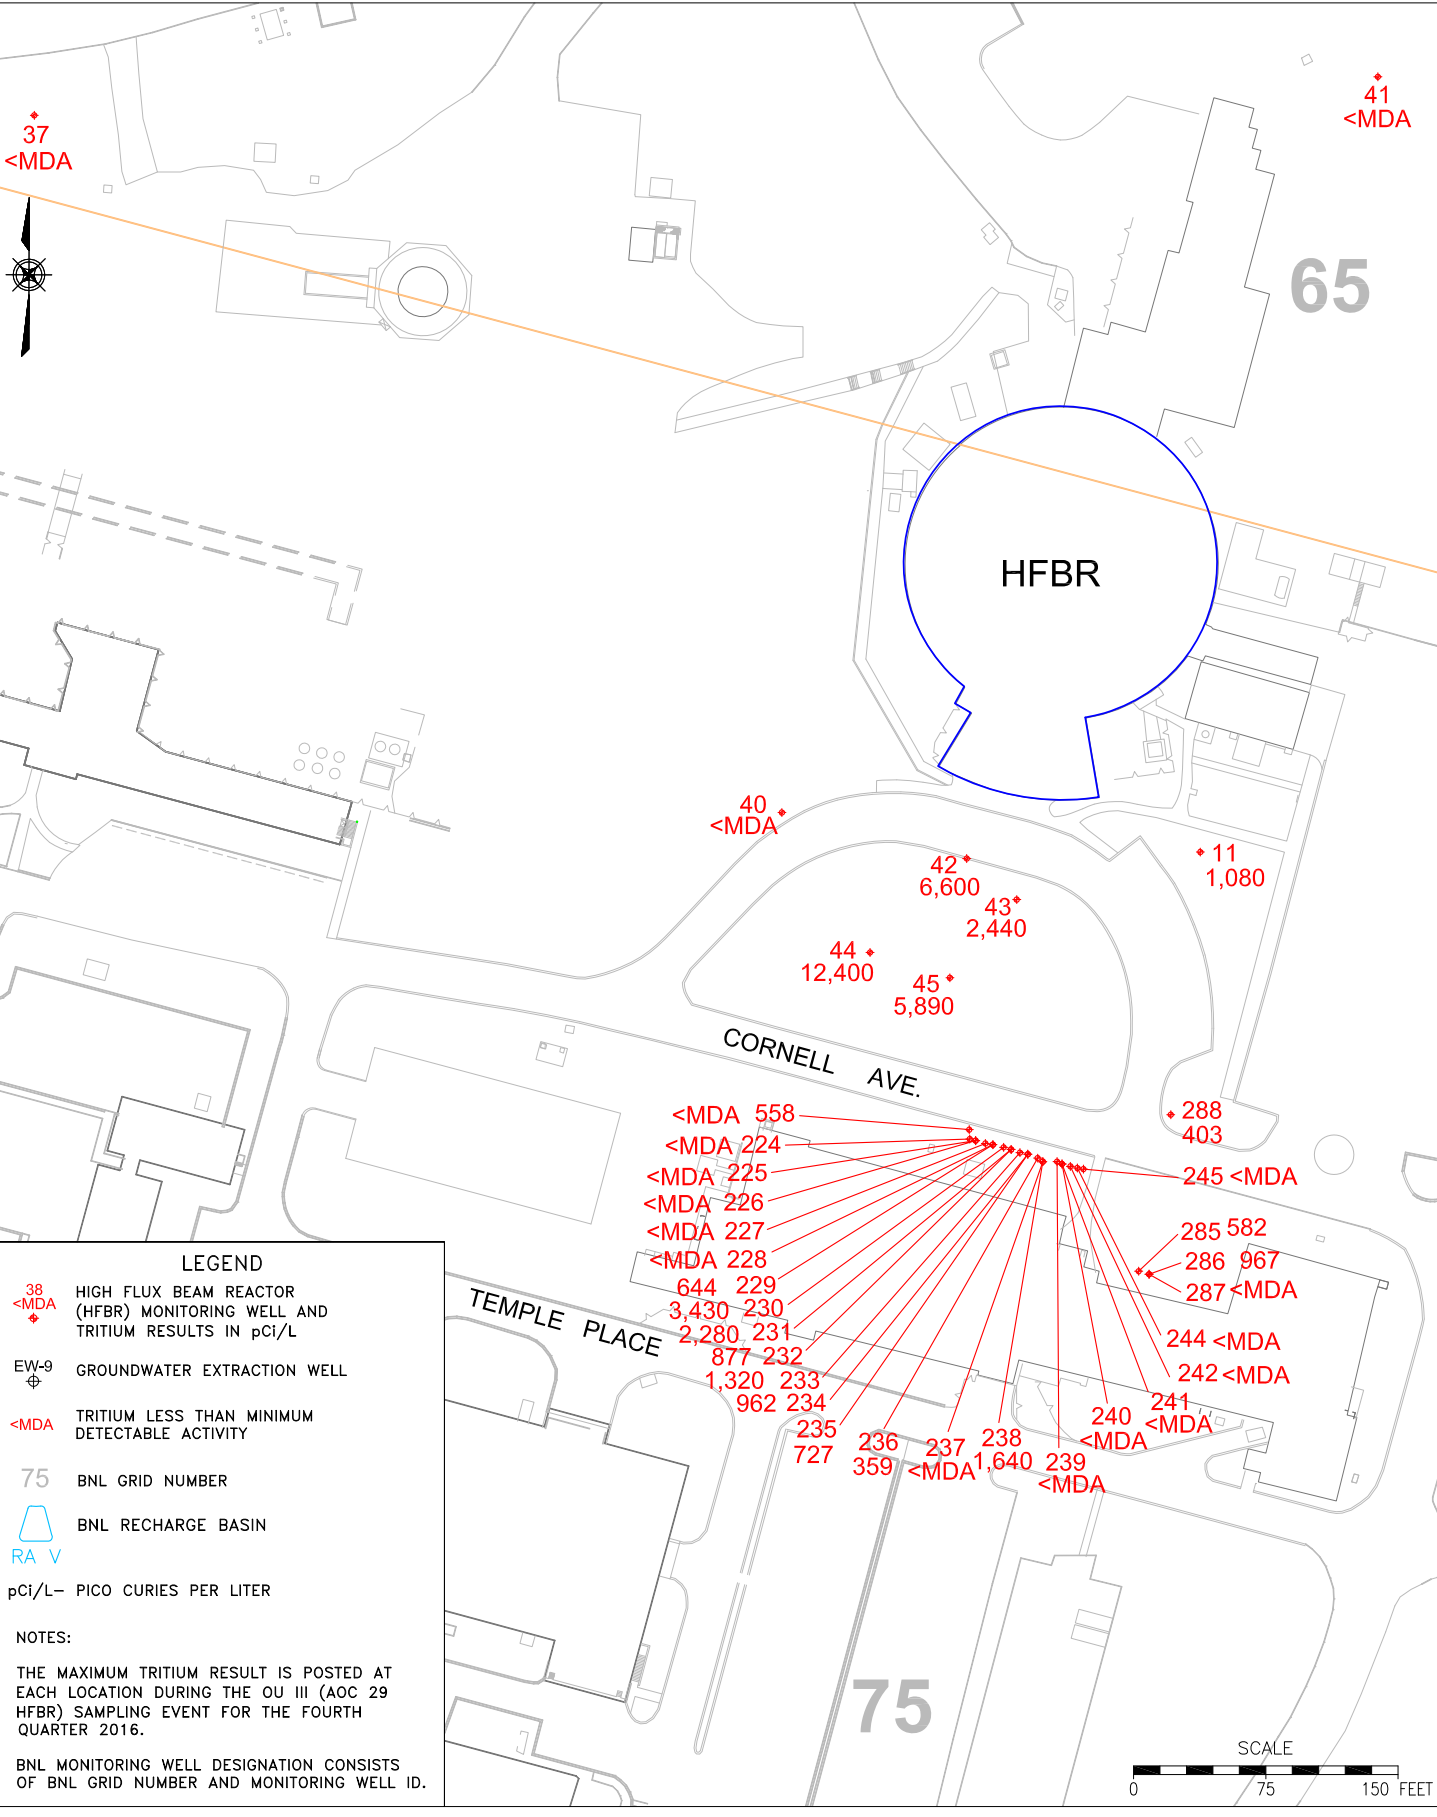 37
<MDA
41
<MDA
65
HFBR
40
<MDA
42
6,600
43
2,440
11
1,080
44
12,400
45
5,890
CORNELL AVE.
288
403
<MDA 558
<MDA 224
<MDA 225
<MDA 226
<MDA 227
<MDA 228
644 229
3,430 230
2,280 231
877 232
1,320 233
962 234
235
727
236
359
237
<MDA
238
1,640
239
<MDA
240
<MDA
241
<MDA
242 <MDA
244 <MDA
245 <MDA
285 582
286 967
287 <MDA
TEMPLE PLACE
75
LEGEND
38
<MDA
HIGH FLUX BEAM REACTOR
(HFBR) MONITORING WELL AND
TRITIUM RESULTS IN pCi/L
EW-9
GROUNDWATER EXTRACTION WELL
<MDA
TRITIUM LESS THAN MINIMUM
DETECTABLE ACTIVITY
75
BNL GRID NUMBER
BNL RECHARGE BASIN
RA V
pCi/L– PICO CURIES PER LITER
NOTES:
THE MAXIMUM TRITIUM RESULT IS POSTED AT
EACH LOCATION DURING THE OU III (AOC 29
HFBR) SAMPLING EVENT FOR THE FOURTH
QUARTER 2016.
BNL MONITORING WELL DESIGNATION CONSISTS
OF BNL GRID NUMBER AND MONITORING WELL ID.
SCALE
0 75 150 FEET